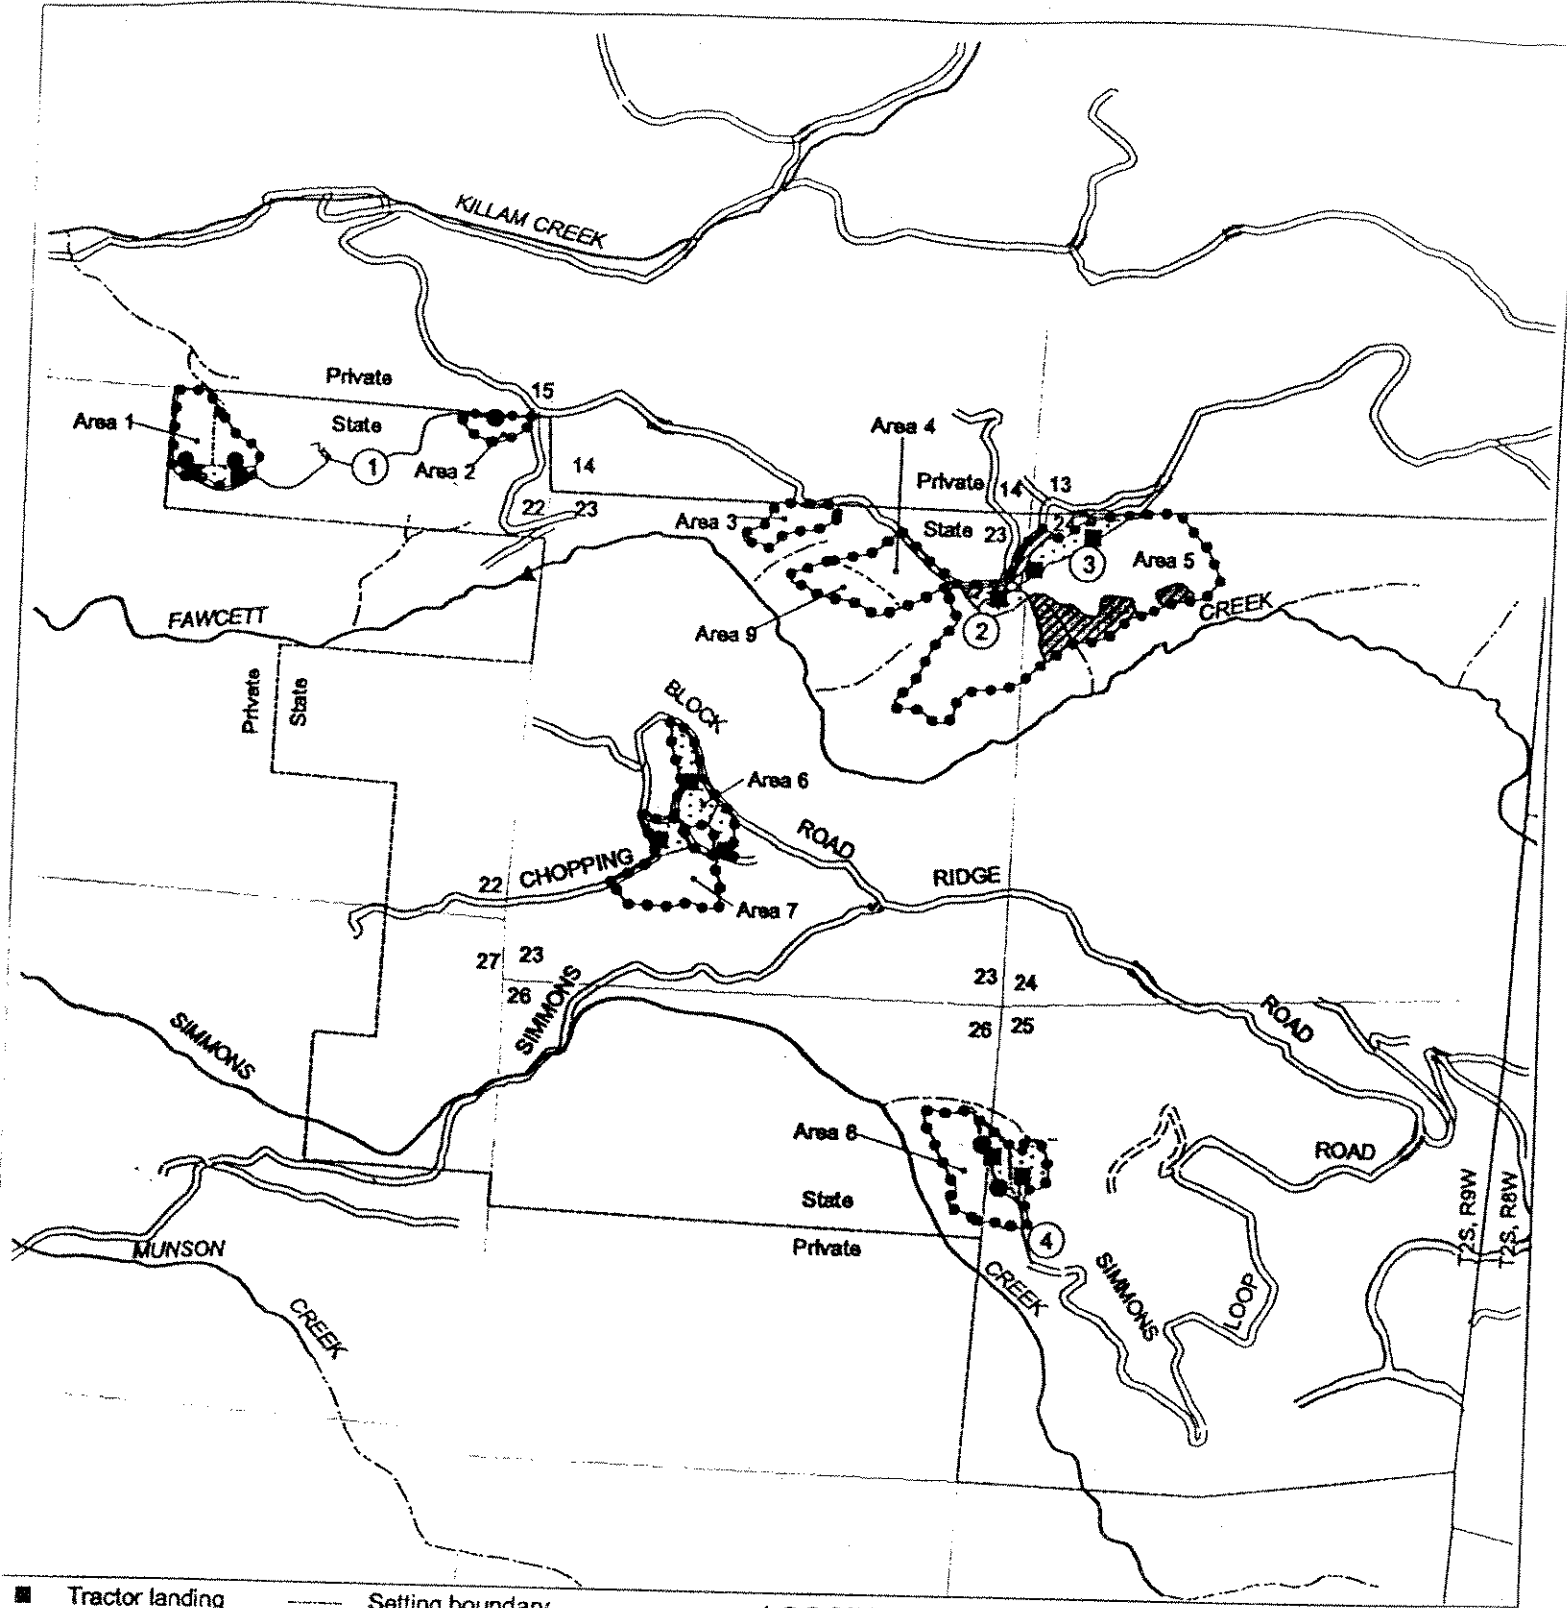 KILLAM CREEK
Private
15
Area 1
State
Area 4
1
Area 2
14
Private
14
13
22
23
Area 3
State
23
24
3
Area 5
FAWCETT
CREEK
Area 9
2
Private
State
BLOCK
Area 6
ROAD
22
CHOPPING
RIDGE
Area 7
27
23
23
24
26
SIMMONS
ROAD
26
25
SIMMONS
Area 8
ROAD
State
T2S, R9W
T2S, R8W
Private
4
MUNSON
CREEK
SIMMONS
LOOP
CREEK
Tractor landing
Setting boundary